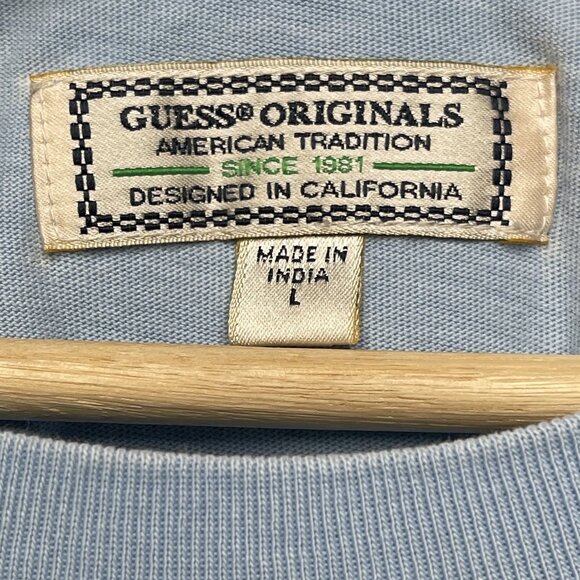 GUESS® ORIGINALS
AMERICAN TRADITION
SINCE 1981
DESIGNED IN CALIFORNIA
MADE IN
INDIA
L